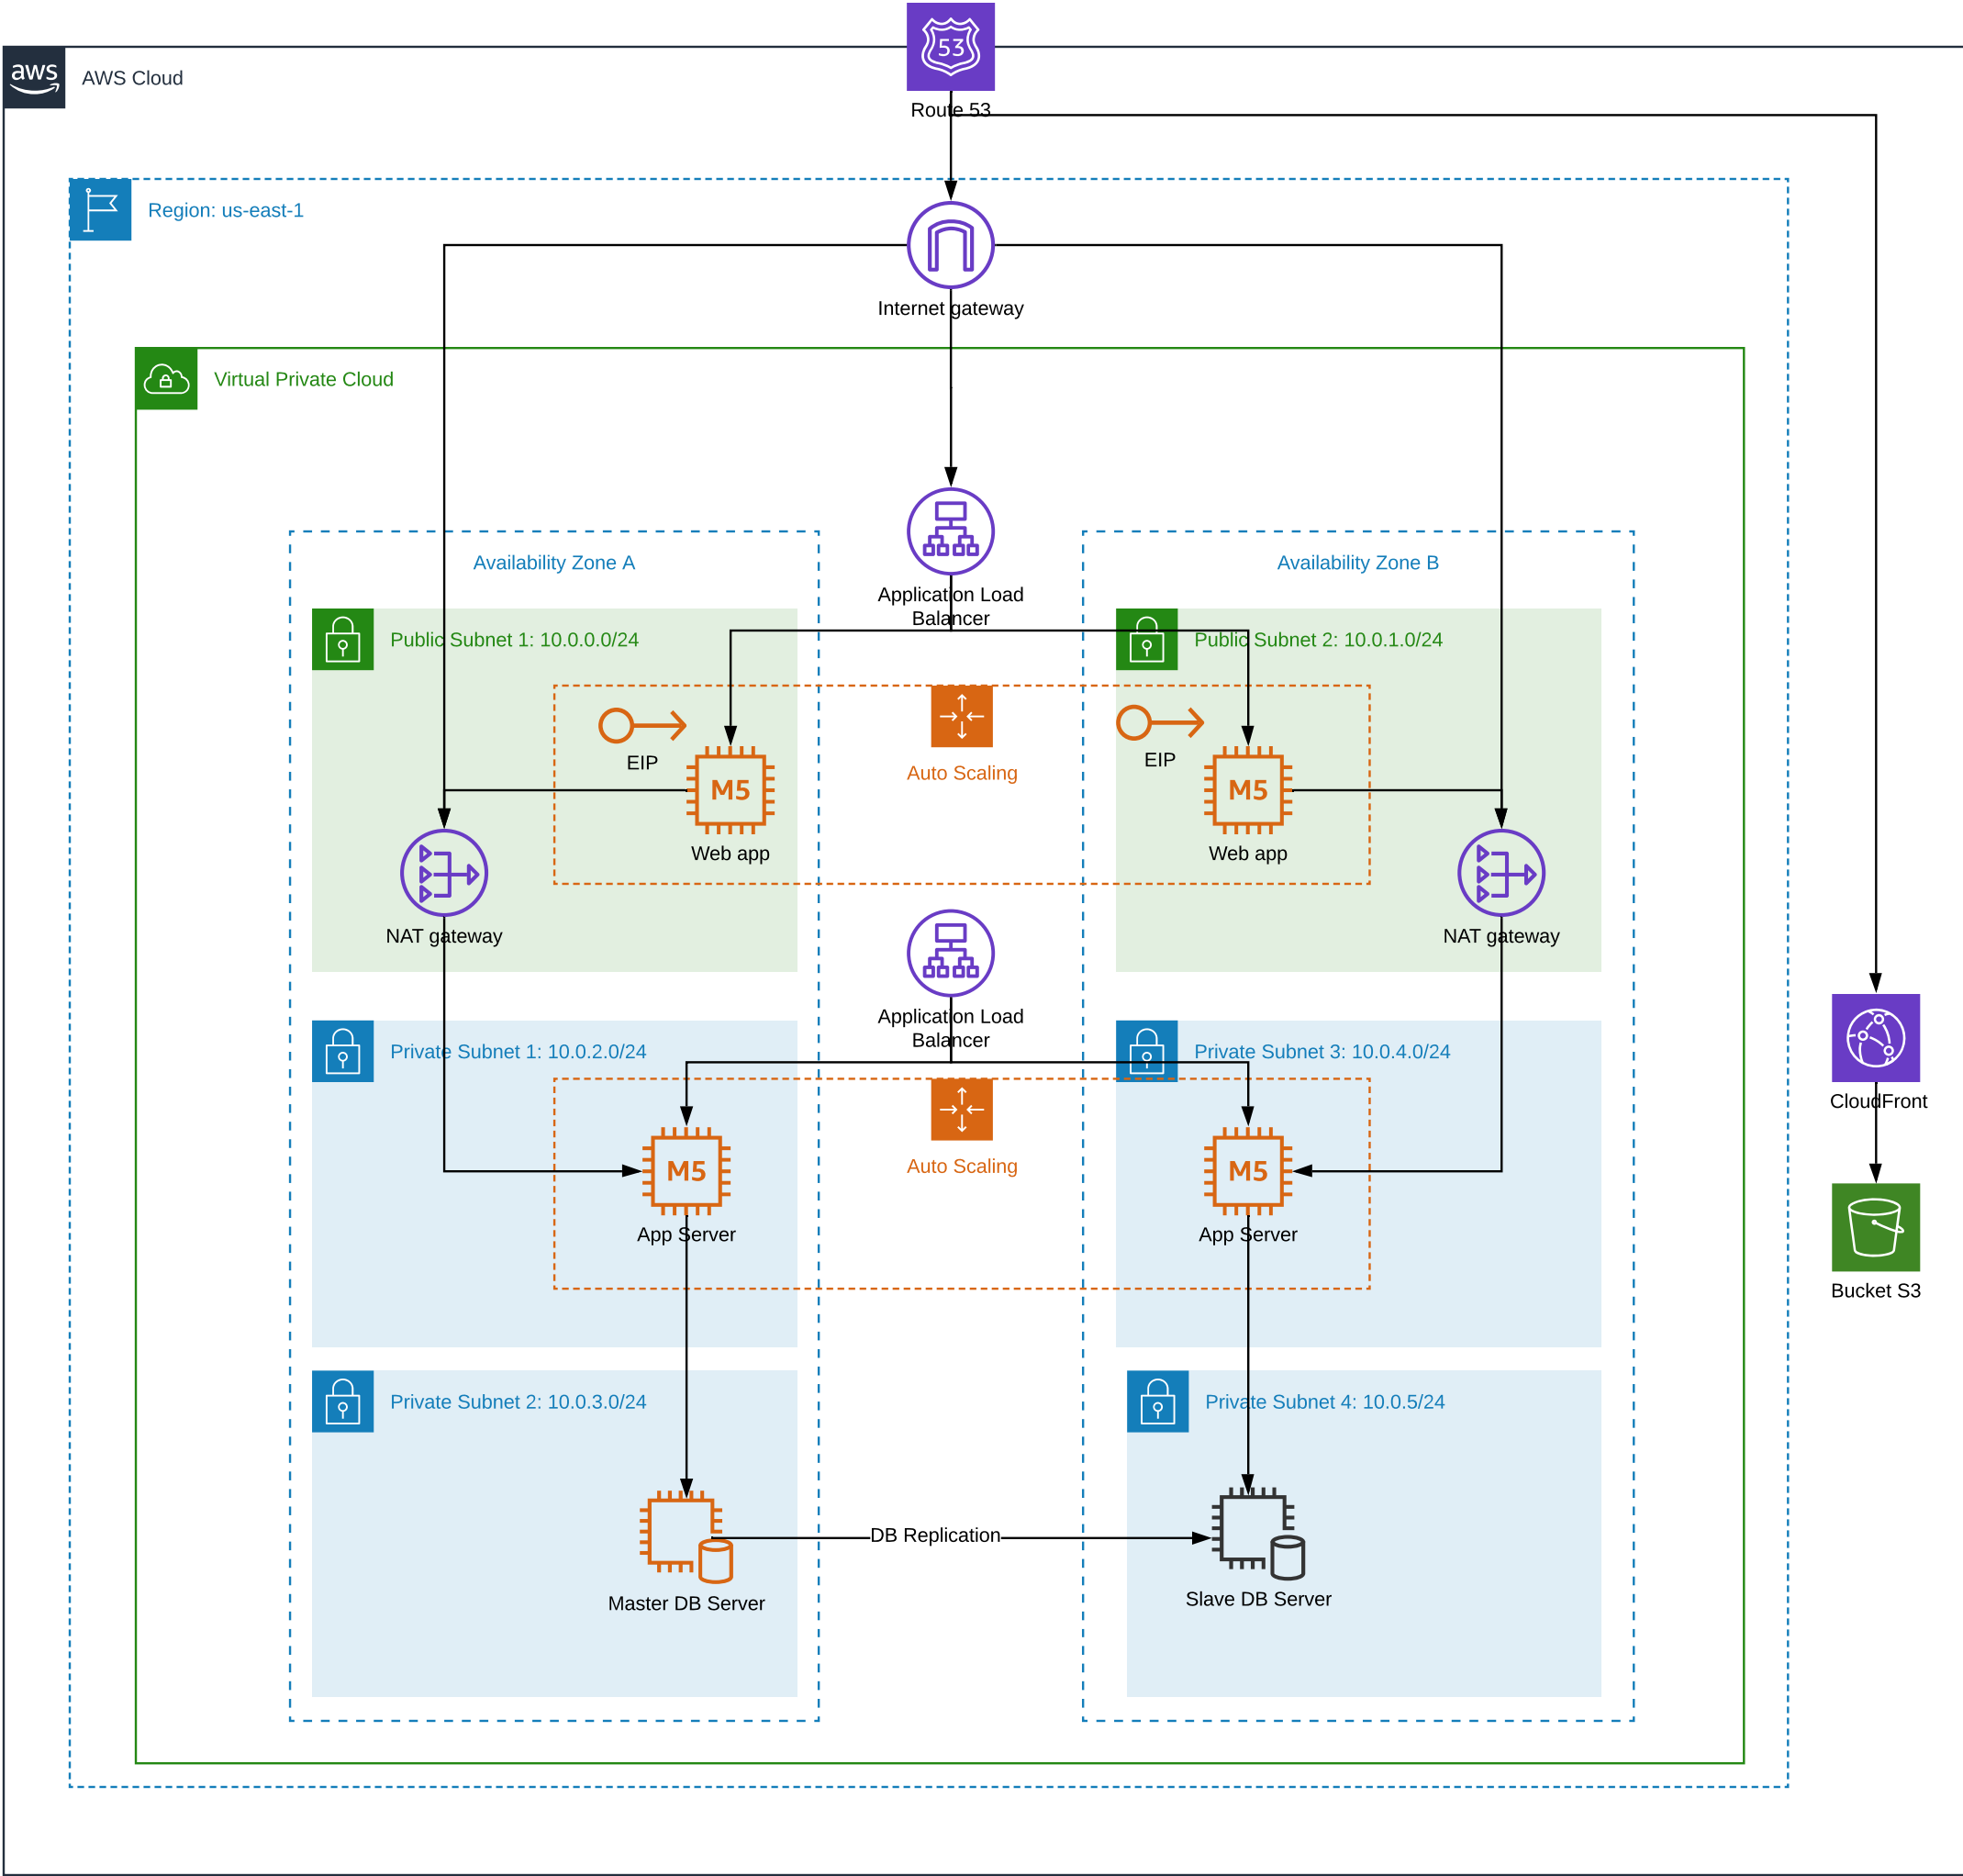 53
Route 53
aws
AWS Cloud
Region: us-east-1
Internet gateway
Virtual Private Cloud
Availability Zone A
Availability Zone B
Application Load
Balancer
Public Subnet 1: 10.0.0.0/24
Public Subnet 2: 10.0.1.0/24
EIP
EIP
Auto Scaling
M5
M5
Web app
Web app
NAT gateway
NAT gateway
Application Load
Balancer
Private Subnet 1: 10.0.2.0/24
Private Subnet 3: 10.0.4.0/24
CloudFront
Auto Scaling
M5
M5
App Server
App Server
Bucket S3
Private Subnet 2: 10.0.3.0/24
Private Subnet 4: 10.0.5/24
DB Replication
Master DB Server
Slave DB Server